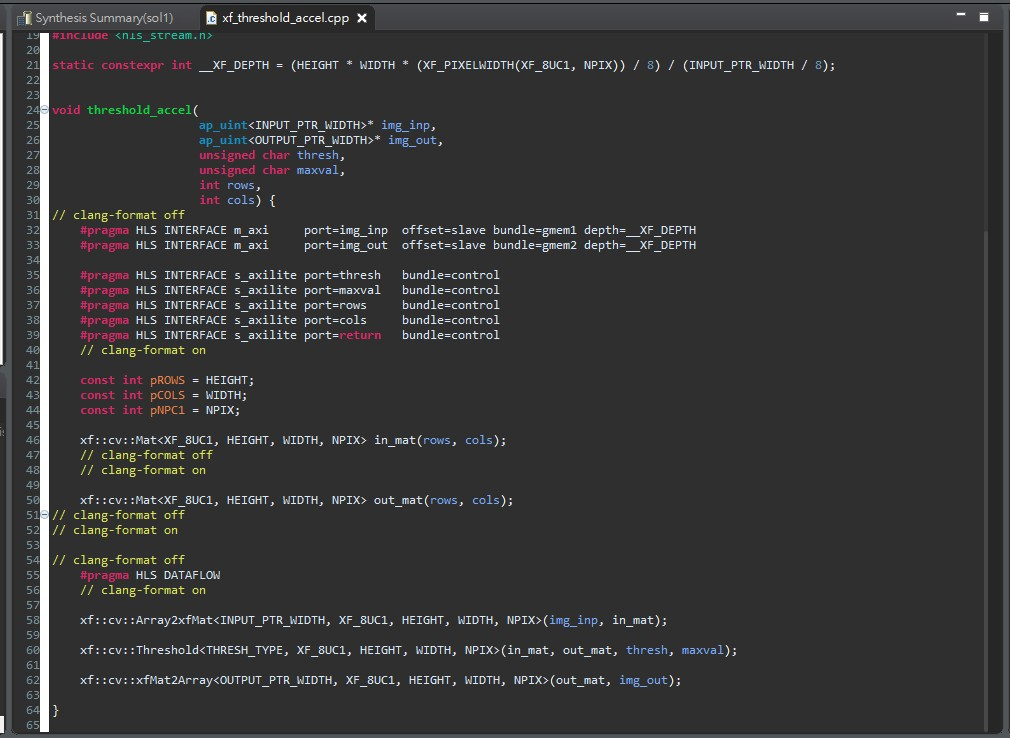 Synthesis Summary(sol1)
xf_threshold_accel.cpp
19 #include <hls_stream.h>
20
21 static constexpr int __XF_DEPTH = (HEIGHT * WIDTH * (XF_PIXELWIDTH(XF_8UC1, NPIX)) / 8) / (INPUT_PTR_WIDTH / 8);
22
23
24 void threshold_accel(
25 ap_uint<INPUT_PTR_WIDTH>* img_inp,
26 ap_uint<OUTPUT_PTR_WIDTH>* img_out,
27 unsigned char thresh,
28 unsigned char maxval,
29 int rows,
30 int cols) {
31 // clang-format off
32 #pragma HLS INTERFACE m_axi port=img_inp offset=slave bundle=gmem1 depth=__XF_DEPTH
33 #pragma HLS INTERFACE m_axi port=img_out offset=slave bundle=gmem2 depth=__XF_DEPTH
34
35 #pragma HLS INTERFACE s_axilite port=thresh bundle=control
36 #pragma HLS INTERFACE s_axilite port=maxval bundle=control
37 #pragma HLS INTERFACE s_axilite port=rows bundle=control
38 #pragma HLS INTERFACE s_axilite port=cols bundle=control
39 #pragma HLS INTERFACE s_axilite port=return bundle=control
40 // clang-format on
41
42 const int pROWS = HEIGHT;
43 const int pCOLS = WIDTH;
44 const int pNPC1 = NPIX;
45
46 xf::cv::Mat<XF_8UC1, HEIGHT, WIDTH, NPIX> in_mat(rows, cols);
47 // clang-format off
48 // clang-format on
49
50 xf::cv::Mat<XF_8UC1, HEIGHT, WIDTH, NPIX> out_mat(rows, cols);
51 // clang-format off
52 // clang-format on
53
54 // clang-format off
55 #pragma HLS DATAFLOW
56 // clang-format on
57
58 xf::cv::Array2xfMat<INPUT_PTR_WIDTH, XF_8UC1, HEIGHT, WIDTH, NPIX>(img_inp, in_mat);
59
60 xf::cv::Threshold<THRESH_TYPE, XF_8UC1, HEIGHT, WIDTH, NPIX>(in_mat, out_mat, thresh, maxval);
61
62 xf::cv::xfMat2Array<OUTPUT_PTR_WIDTH, XF_8UC1, HEIGHT, WIDTH, NPIX>(out_mat, img_out);
63
64 }
65